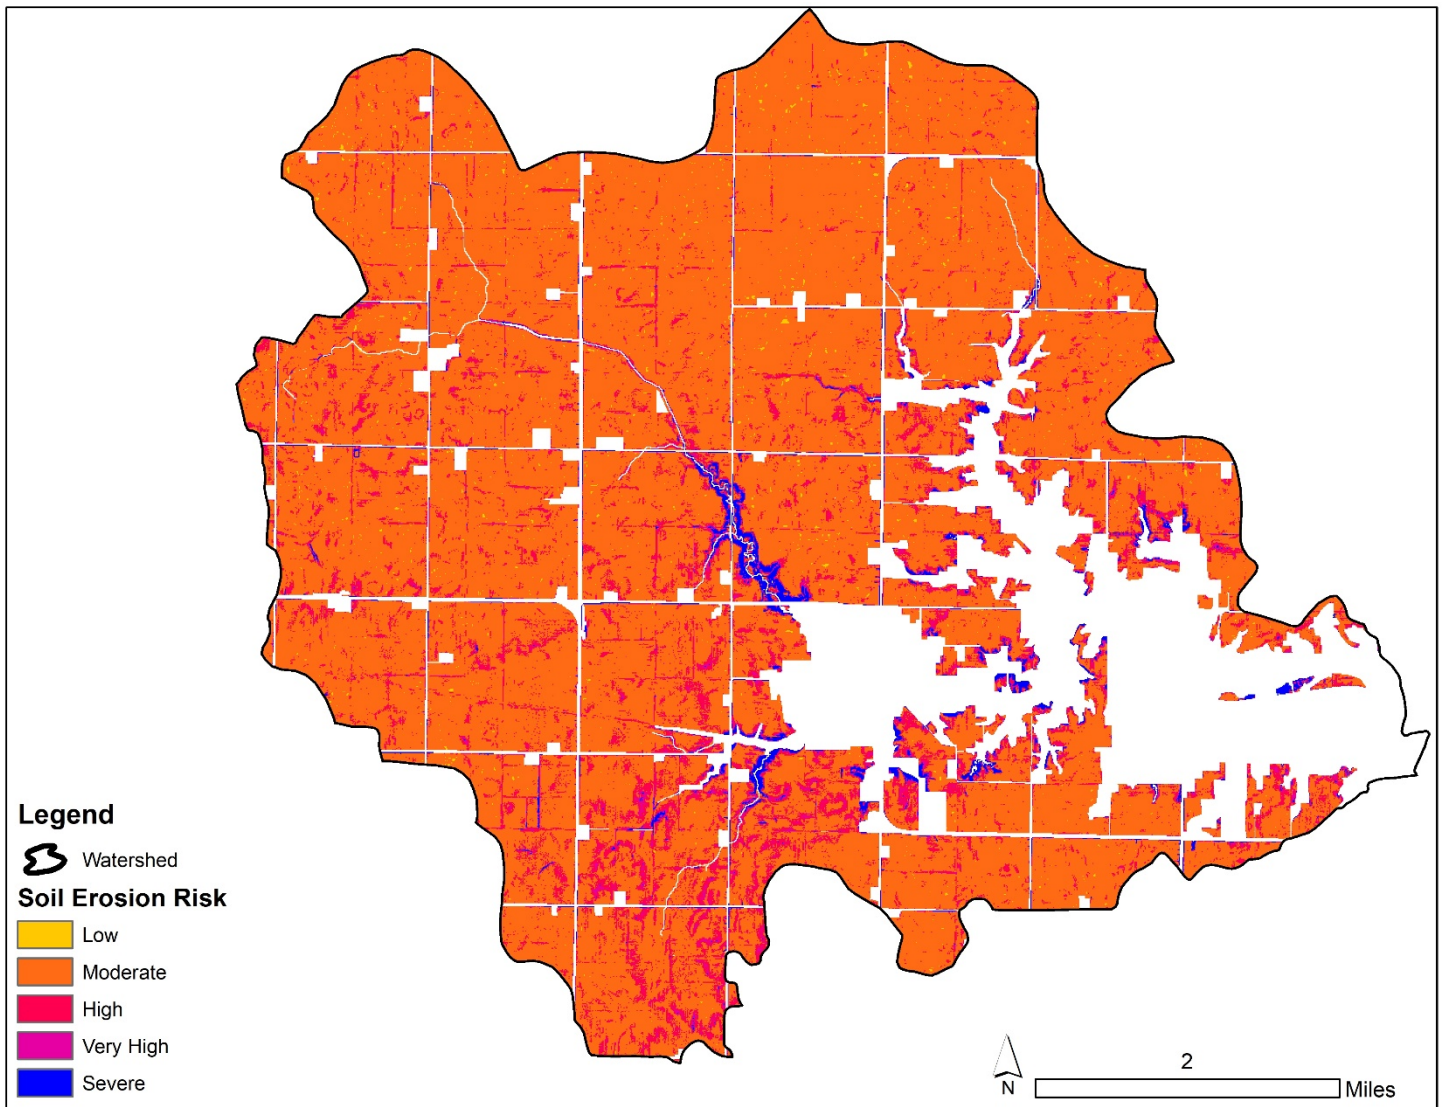 Legend
Watershed
Soil Erosion Risk
Low
Moderate
High
Very High
Severe
N
2
Miles